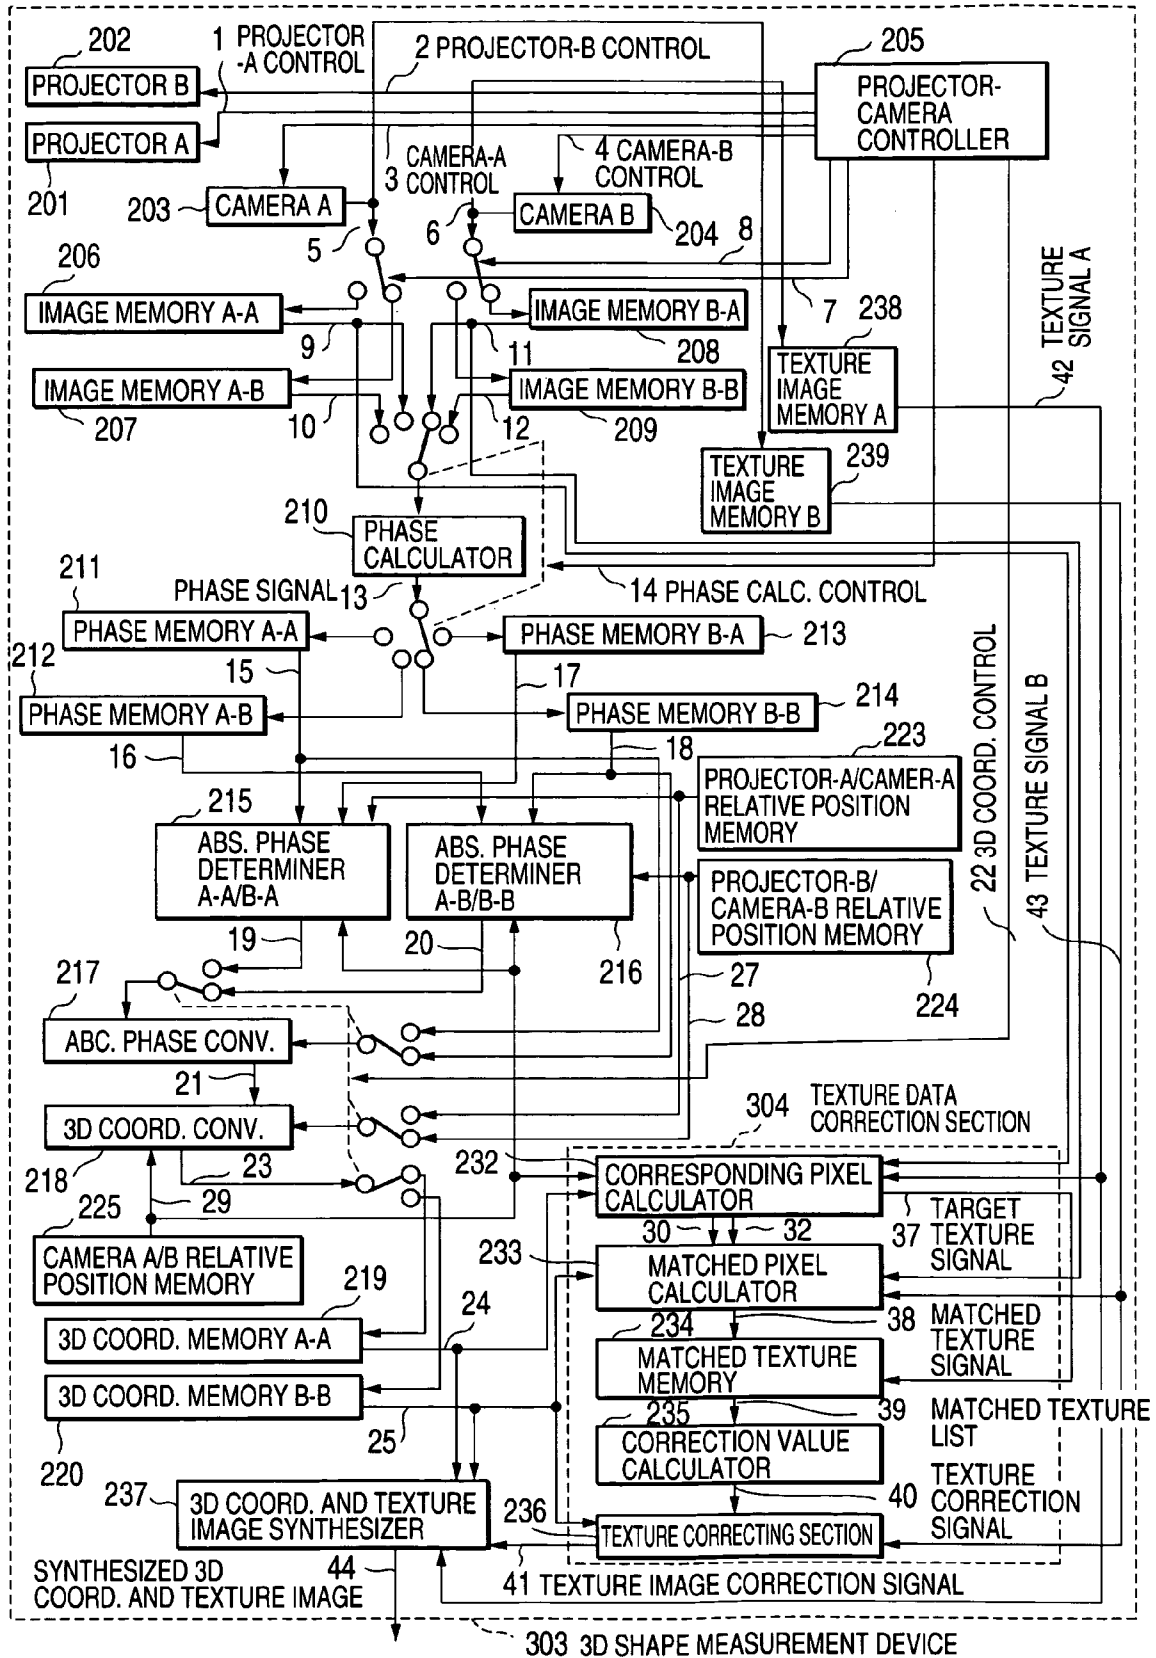 202
1 PROJECTOR
-A CONTROL
2 PROJECTOR-B CONTROL
205
PROJECTOR B
PROJECTOR-
CAMERA
CONTROLLER
PROJECTOR A
201
3 CAMERA-A
CONTROL
4 CAMERA-B
CONTROL
203
CAMERA A
CAMERA B
204
5
6
8
7
206
IMAGE MEMORY A-A
IMAGE MEMORY B-A
208
9
11
238
TEXTURE
IMAGE
MEMORY A
TEXTURE
SIGNAL A
42
IMAGE MEMORY A-B
207
10
IMAGE MEMORY B-B
12
209
TEXTURE
IMAGE
MEMORY B
239
210
PHASE
CALCULATOR
211
PHASE SIGNAL
13
14 PHASE CALC. CONTROL
PHASE MEMORY A-A
PHASE MEMORY B-A
213
212
15
17
PHASE MEMORY A-B
PHASE MEMORY B-B
214
16
18
223
PROJECTOR-A/CAMER-A
RELATIVE POSITION
MEMORY
22 3D COORD. CONTROL
43 TEXTURE SIGNAL B
215
ABS. PHASE
DETERMINER
A-A/B-A
ABS. PHASE
DETERMINER
A-B/B-B
PROJECTOR-B/
CAMERA-B RELATIVE
POSITION MEMORY
19
20
216
27
224
217
28
ABC. PHASE CONV.
21
3D COORD. CONV.
218
23
29
304
TEXTURE DATA
CORRECTION SECTION
232
CORRESPONDING PIXEL
CALCULATOR
30
32
37
TARGET
TEXTURE
SIGNAL
225
CAMERA A/B RELATIVE
POSITION MEMORY
233
MATCHED PIXEL
CALCULATOR
219
3D COORD. MEMORY A-A
24
234
38
MATCHED
TEXTURE
SIGNAL
MATCHED TEXTURE
MEMORY
3D COORD. MEMORY B-B
220
25
235
39
MATCHED TEXTURE
LIST
CORRECTION VALUE
CALCULATOR
40
TEXTURE
CORRECTION
SIGNAL
237
3D COORD. AND TEXTURE
IMAGE SYNTHESIZER
236
TEXTURE CORRECTING SECTION
SYNTHESIZED 3D
COORD. AND TEXTURE IMAGE
44
41 TEXTURE IMAGE CORRECTION SIGNAL
303 3D SHAPE MEASUREMENT DEVICE